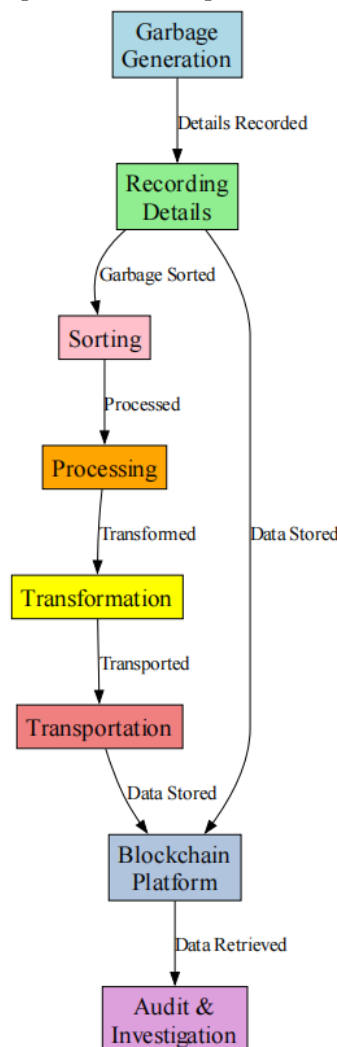 Garbage
Generation
Details Recorded
Recording
Details
Garbage Sorted
Sorting
Processed
Processing
Transformed
Data Stored
Transformation
Transported
Transportation
Data Stored
Blockchain
Platform
Data Retrieved
Audit &
Investigation